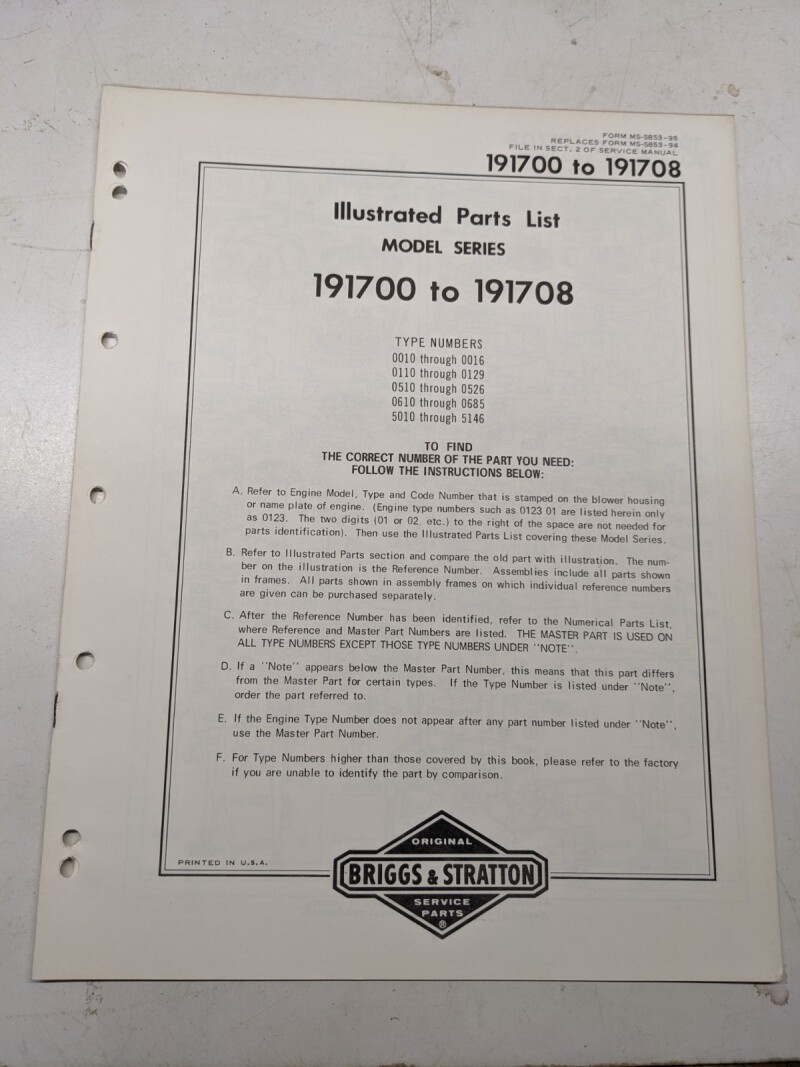 FORM MS-5853-95
REPLACES FORM MS-5853-94
FILE IN SECT. 2 OF SERVICE MANUAL
191700 to 191708
Illustrated Parts List
MODEL SERIES
191700 to 191708
TYPE NUMBERS
0010 through 0016
0110 through 0129
0510 through 0526
0610 through 0685
5010 through 5146
TO FIND
THE CORRECT NUMBER OF THE PART YOU NEED:
FOLLOW THE INSTRUCTIONS BELOW:
A. Refer to Engine Model, Type and Code Number that is stamped on the blower housing
or name plate of engine. (Engine type numbers such as 0123 01 are listed herein only
as 0123. The two digits (01 or 02, etc.) to the right of the space are not needed for
parts identification). Then use the Illustrated Parts List covering these Model Series.
B. Refer to Illustrated Parts section and compare the old part with illustration. The num-
ber on the illustration is the Reference Number. Assemblies include all parts shown
in frames. All parts shown in assembly frames on which individual reference numbers
are given can be purchased separately.
C. After the Reference Number has been identified, refer to the Numerical Parts List,
where Reference and Master Part Numbers are listed. THE MASTER PART IS USED ON
ALL TYPE NUMBERS EXCEPT THOSE TYPE NUMBERS UNDER "NOTE".
D. If a "Note" appears below the Master Part Number, this means that this part differs
from the Master Part for certain types. If the Type Number is listed under "Note",
order the part referred to.
E. If the Engine Type Number does not appear after any part number listed under "Note",
use the Master Part Number.
F. For Type Numbers higher than those covered by this book, please refer to the factory
if you are unable to identify the part by comparison.
PRINTED IN U.S.A.
ORIGINAL
BRIGGS & STRATTON
SERVICE
PARTS
®